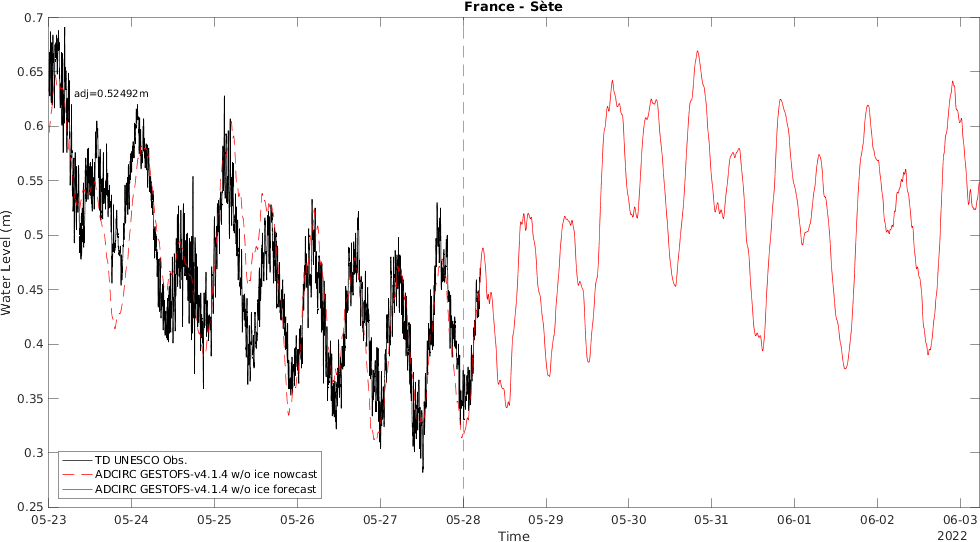 France - Sète
0.7
0.65
0.6
0.55
0.5
0.45
0.4
0.35
0.3
0.25
Water Level (m)
adj=0.52492m
TD UNESCO Obs.
ADCIRC GESTOFS-v4.1.4 w/o ice nowcast
ADCIRC GESTOFS-v4.1.4 w/o ice forecast
05-23 05-24 05-25 05-26 05-27 05-28 05-29 05-30 05-31 06-01 06-02 06-03
Time
2022